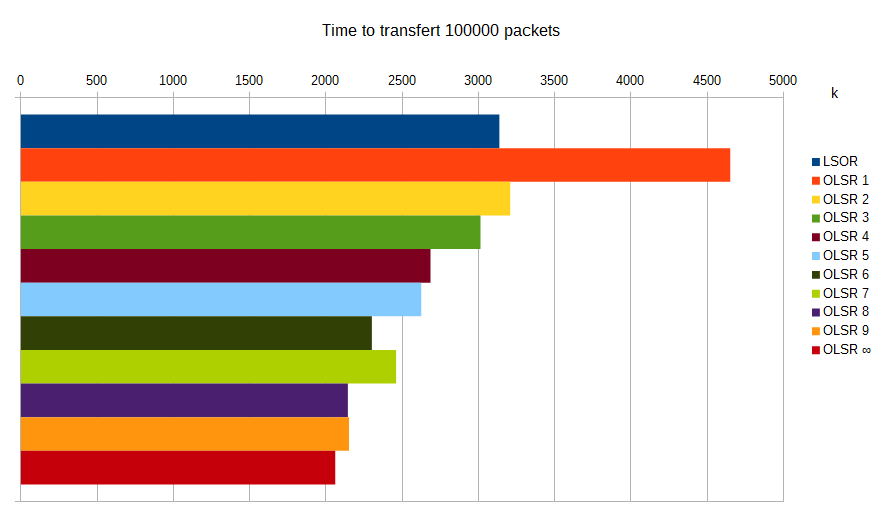 Time to transfert 100000 packets
0 500 1000 1500 2000 2500 3000 3500 4000 4500 5000
k
LSOR
OLSR 1
OLSR 2
OLSR 3
OLSR 4
OLSR 5
OLSR 6
OLSR 7
OLSR 8
OLSR 9
OLSR ∞